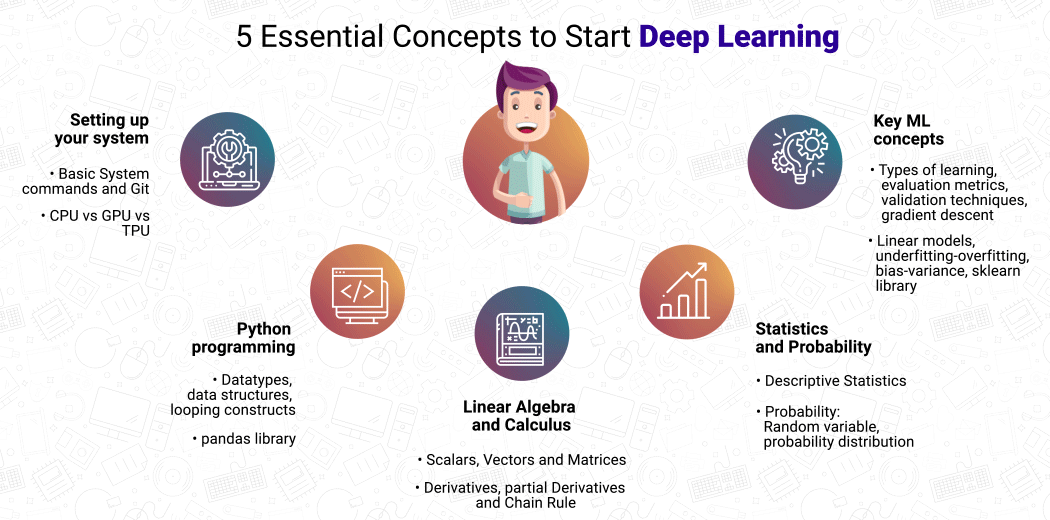 5 Essential Concepts to Start Deep Learning
Setting up
your system
• Basic System
commands and Git
• CPU vs GPU vs
TPU
Python
programming
• Datatypes,
data structures,
looping constructs
• pandas library
Linear Algebra
and Calculus
• Scalars, Vectors and Matrices
• Derivatives, partial Derivatives
and Chain Rule
Statistics
and Probability
• Descriptive Statistics
• Probability:
Random variable,
probability distribution
Key ML
concepts
• Types of learning,
evaluation metrics,
validation techniques,
gradient descent
• Linear models,
underfitting-overfitting,
bias-variance, sklearn
library